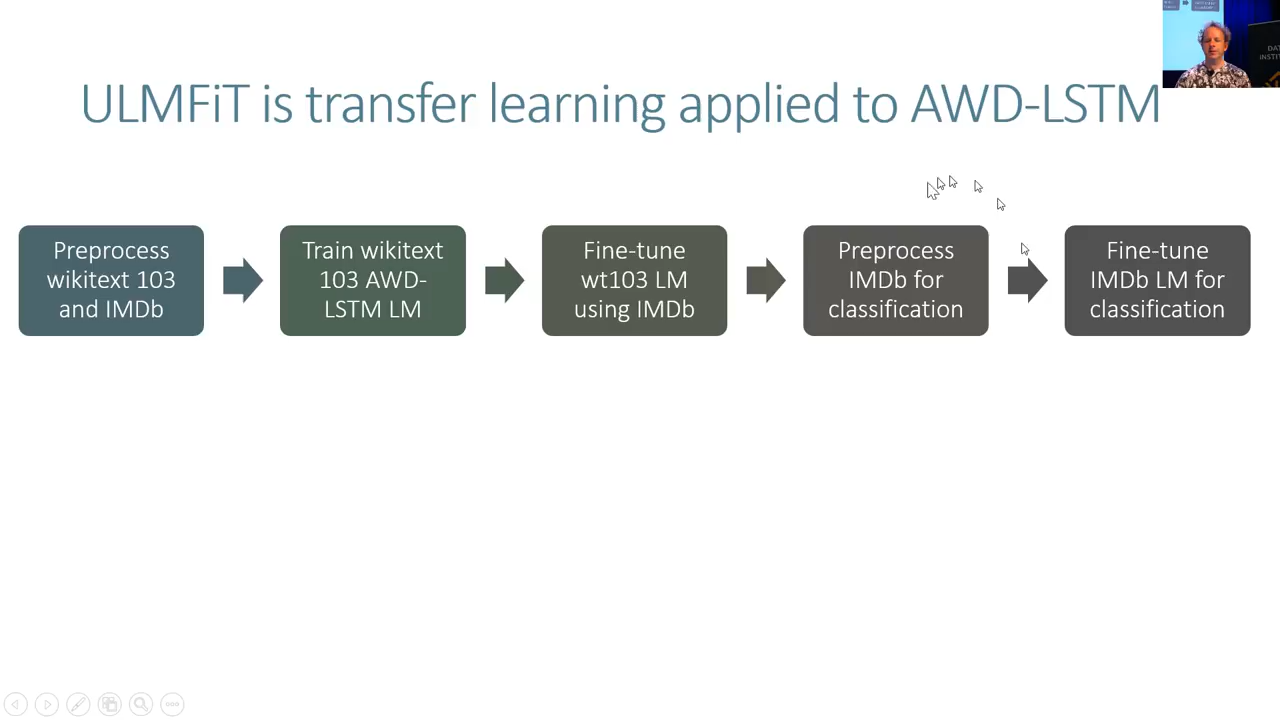 ULMFiT is transfer learning applied to AWD-LSTM
Preprocess
wikitext 103
and IMDb
Train wikitext
103 AWD-
LSTM LM
Fine-tune
wt103 LM
using IMDb
Preprocess
IMDb for
classification
Fine-tune
IMDb LM for
classification